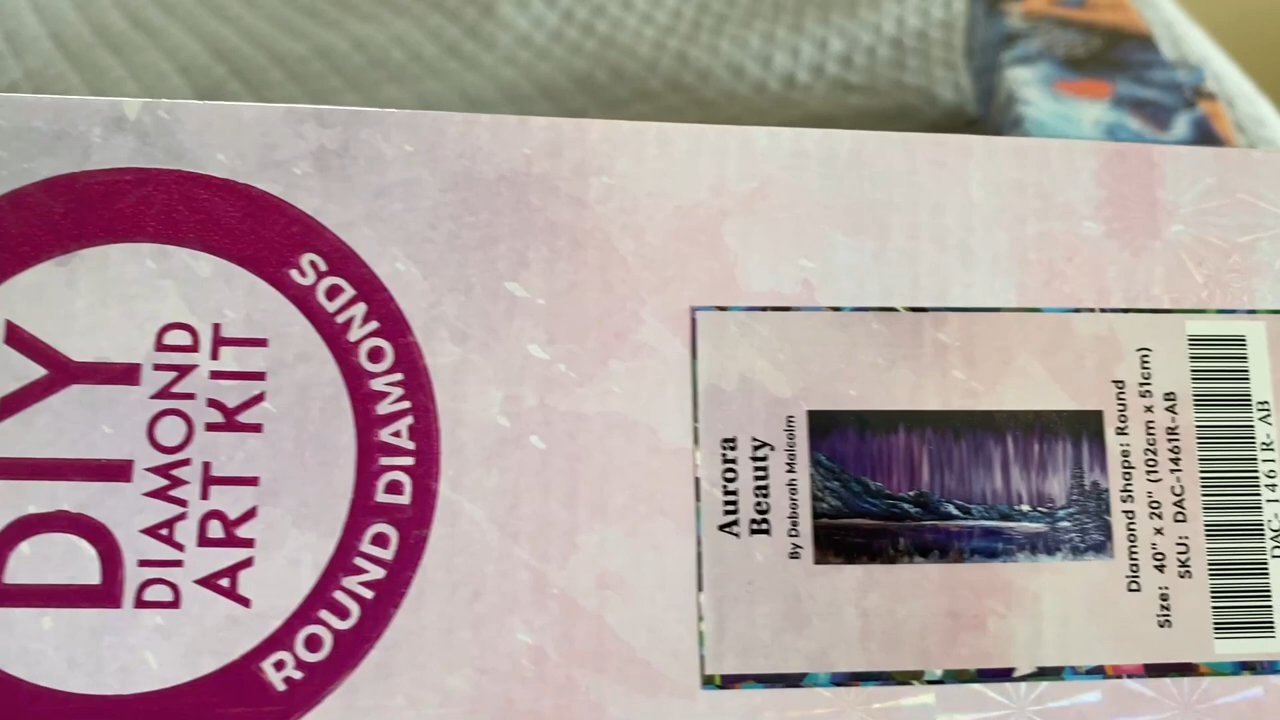 DIY
DIAMOND
ART KIT
ROUND DIAMONDS
Aurora
Beauty
By Deborah Malcolm
Diamond Shape: Round
Size: 40" x 20" (102cm x 51cm)
SKU: DAC-1461R-AB
DAC- 1461R- AB